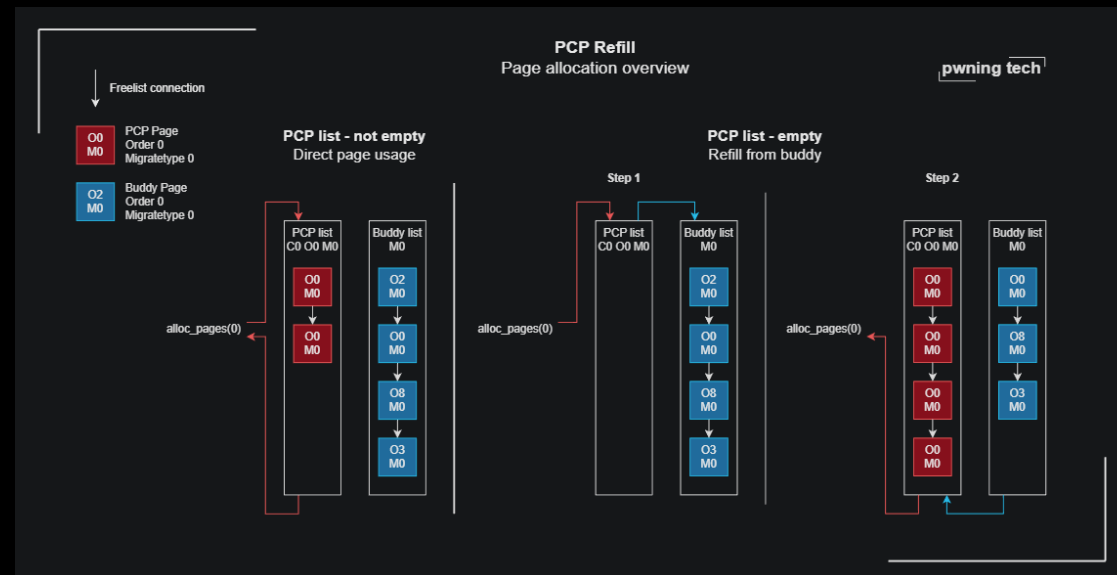 PCP Refill
Page allocation overview
pwning tech
Freelist connection
O0
M0
PCP Page
Order 0
Migratetype 0
O2
M0
Buddy Page
Order 0
Migratetype 0
PCP list - not empty
Direct page usage
PCP list - empty
Refill from buddy
Step 1
Step 2
alloc_pages(0)
PCP list
C0 O0 M0
O0
M0
O0
M0
Buddy list
M0
O2
M0
O0
M0
O8
M0
O3
M0
alloc_pages(0)
PCP list
C0 O0 M0
Buddy list
M0
O2
M0
O0
M0
O8
M0
O3
M0
alloc_pages(0)
PCP list
C0 O0 M0
O0
M0
O0
M0
O0
M0
O0
M0
Buddy list
M0
O0
M0
O8
M0
O3
M0